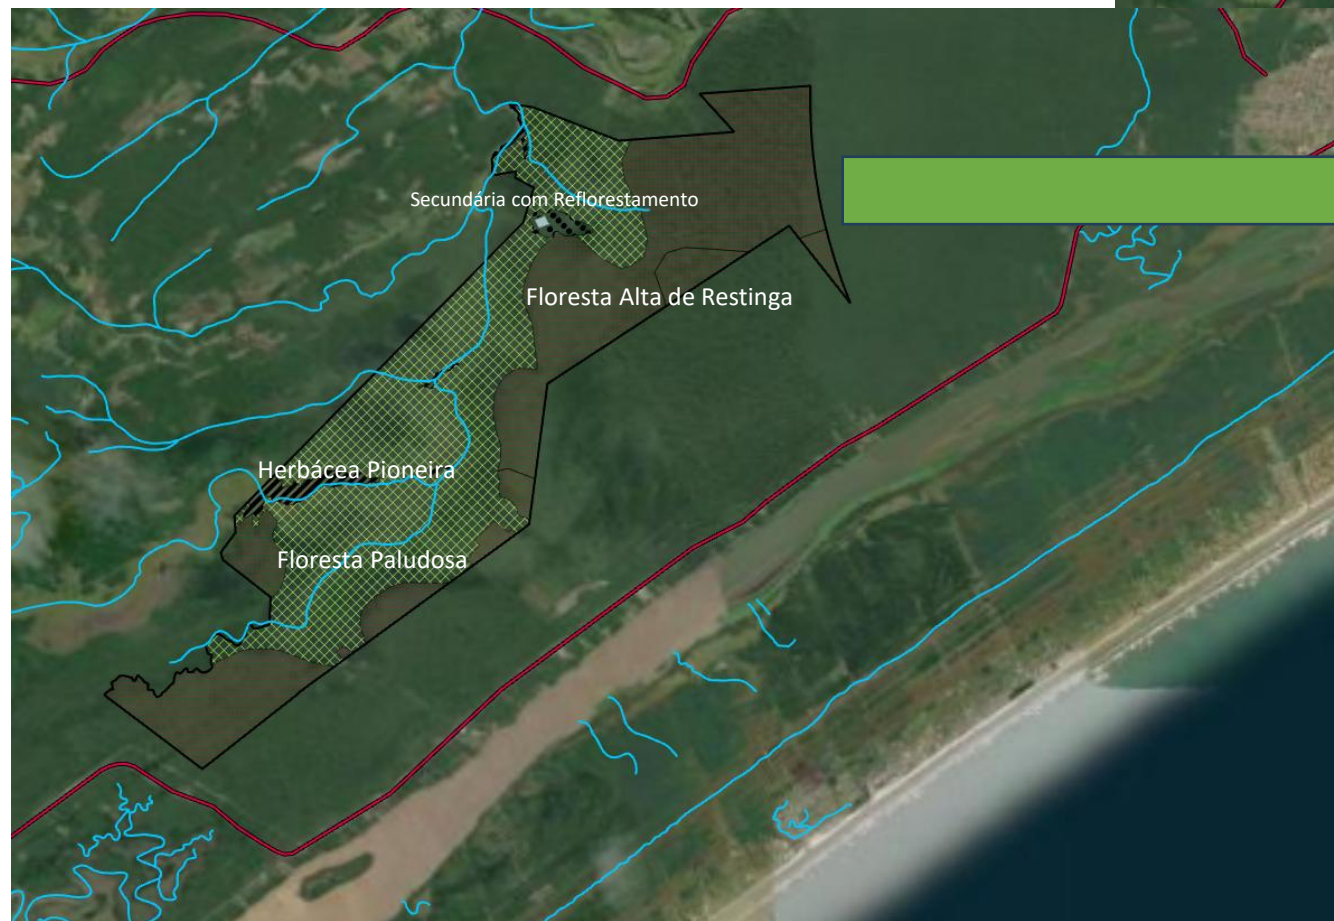 Secundária com Reflorestamento
Floresta Alta de Restinga
Herbácea Pioneira
Floresta Paludosa